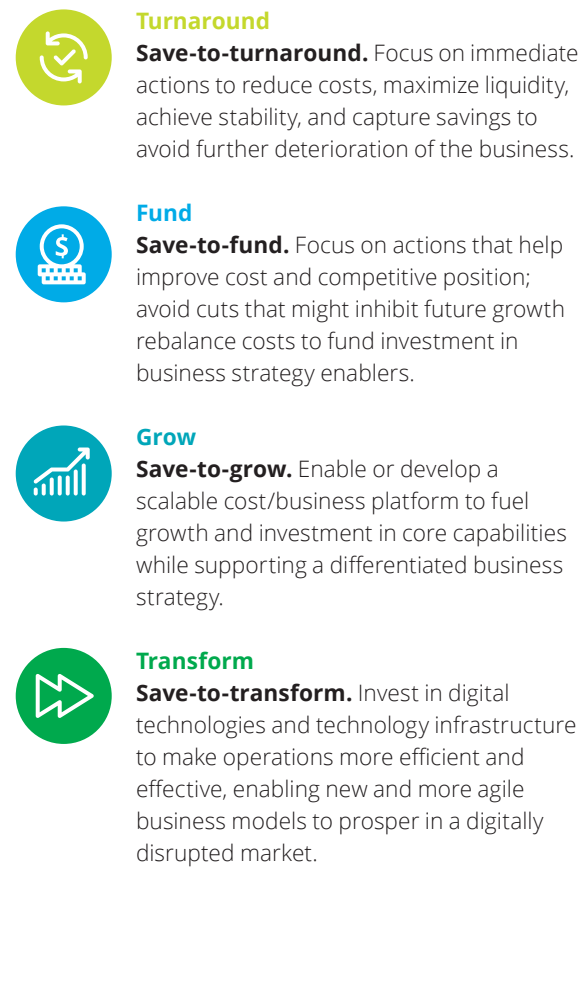 Turnaround
Save-to-turnaround. Focus on immediate
actions to reduce costs, maximize liquidity,
achieve stability, and capture savings to
avoid further deterioration of the business.
Fund
$
Save-to-fund. Focus on actions that help
improve cost and competitive position;
avoid cuts that might inhibit future growth
rebalance costs to fund investment in
business strategy enablers.
Grow
Save-to-grow. Enable or develop a
scalable cost/business platform to fuel
growth and investment in core capabilities
while supporting a differentiated business
strategy.
Transform
Save-to-transform. Invest in digital
technologies and technology infrastructure
to make operations more efficient and
effective, enabling new and more agile
business models to prosper in a digitally
disrupted market.